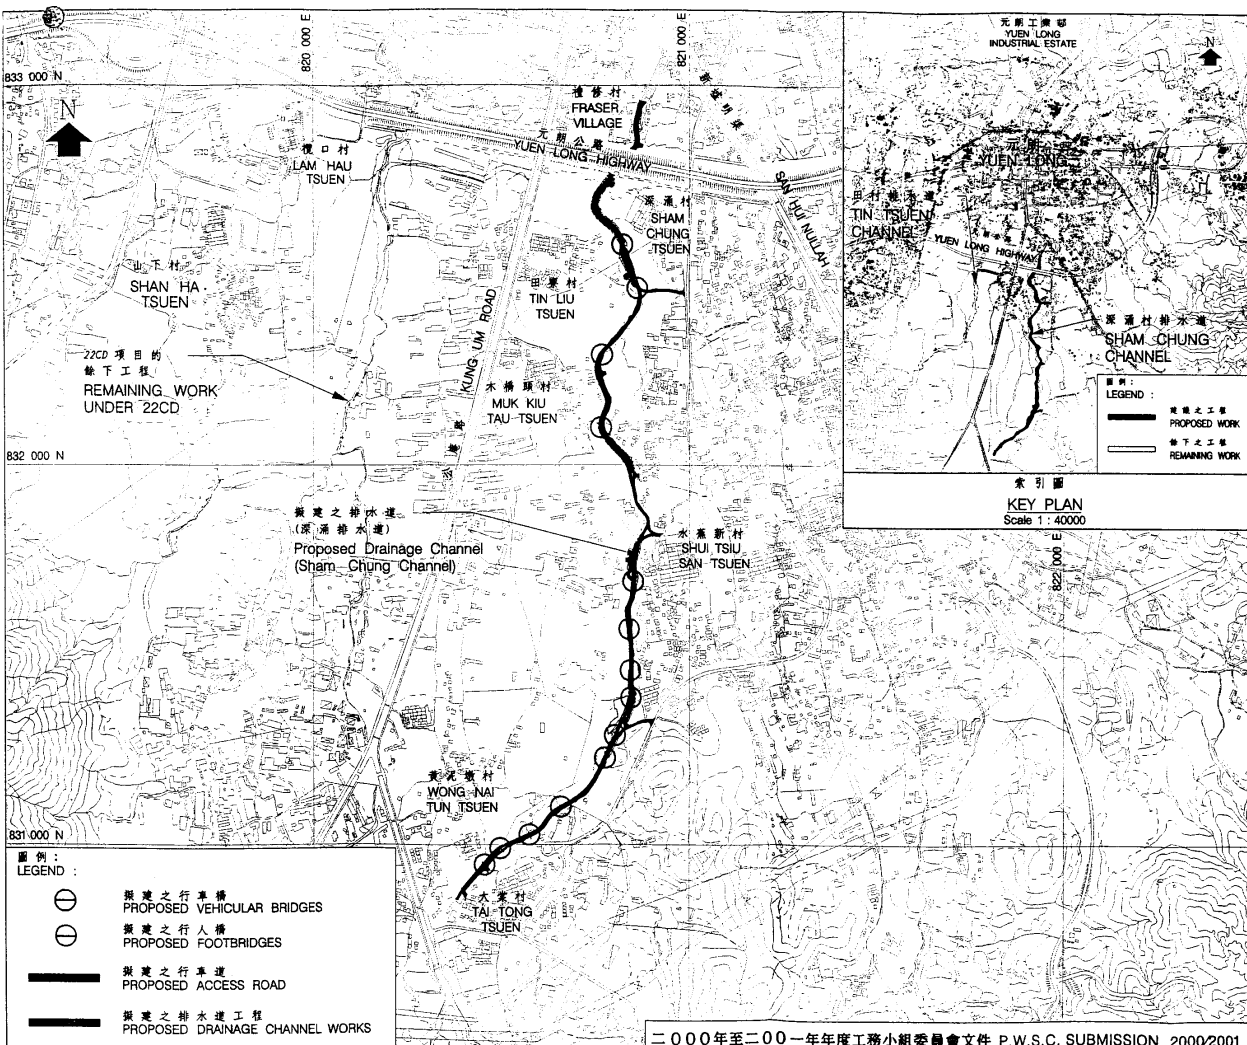 820 000 E
821 000 E
833 000 N
N
欖口村
LAM HAU
TSUEN
FRASER
VILLAGE
元朗公路
YUEN LONG HIGHWAY
深涌村
SHAM
CHUNG
TSUEN
SAN HUI NULLAH
山下村
SHAN HA
TSUEN
田寮村
TIN LIU
TSUEN
KUNG UM ROAD
公庵路
22CD 項目的
餘下工程
REMAINING WORK
UNDER 22CD
木橋頭村
MUK KIU
TAU TSUEN
832 000 N
擬建之排水道
(深涌排水道)
Proposed Drainage Channel
(Sham Chung Channel)
水蕉新村
SHUI TSIU
SAN TSUEN
822 000 E
黃泥墩村
WONG NAI
TUN TSUEN
831 000 N
大棠村
TAI TONG
TSUEN
元朗工業邨
YUEN LONG
INDUSTRIAL ESTATE
N
元朗
YUEN LONG
田村排水道
TIN TSUEN
CHANNEL
元朗公路
YUEN LONG HIGHWAY
深涌村排水道
SHAM CHUNG
CHANNEL
圖例:
LEGEND :
建議之工程
PROPOSED WORK
餘下之工程
REMAINING WORK
索引圖
KEY PLAN
Scale 1 : 40000
圖例:
LEGEND :
擬建之行車橋
PROPOSED VEHICULAR BRIDGES
擬建之行人橋
PROPOSED FOOTBRIDGES
擬建之行車道
PROPOSED ACCESS ROAD
擬建之排水道工程
PROPOSED DRAINAGE CHANNEL WORKS
二000年至二00一年年度工務小組委員會文件 P.W.S.C. SUBMISSION 2000/2001